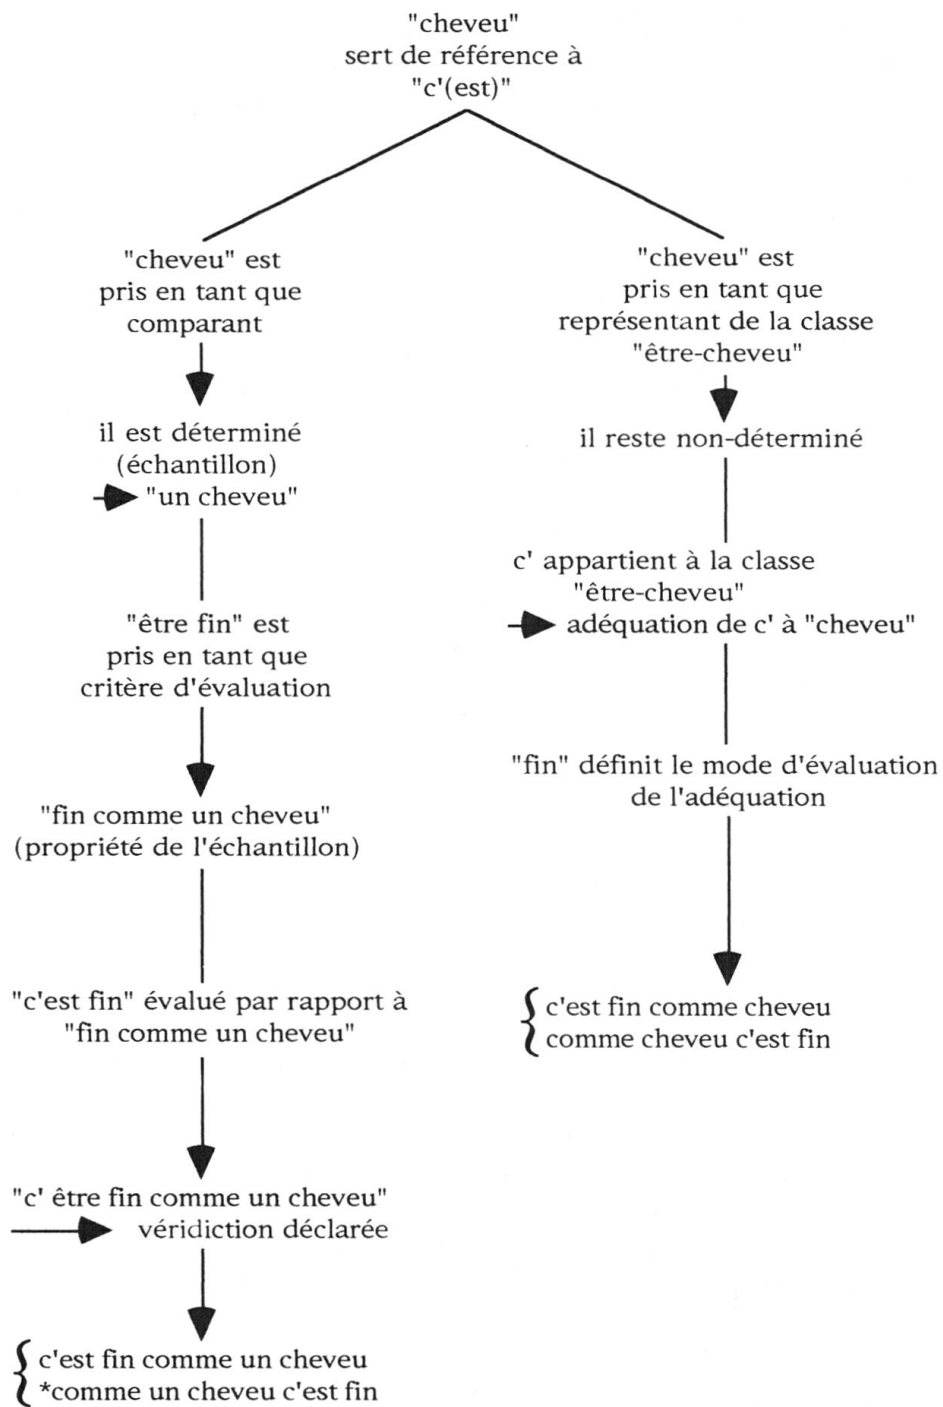 "cheveu"
sert de référence à
"c'(est)"
"cheveu" est
pris en tant que
comparant
il est déterminé
(échantillon)
"un cheveu"
"être fin" est
pris en tant que
critère d'évaluation
"fin comme un cheveu"
(propriété de l'échantillon)
"c'est fin" évalué par rapport à
"fin comme un cheveu"
"c' être fin comme un cheveu"
véridiction déclarée
c'est fin comme un cheveu
*comme un cheveu c'est fin
"cheveu" est
pris en tant que
représentant de la classe
"être-cheveu"
il reste non-déterminé
c' appartient à la classe
"être-cheveu"
adéquation de c' à "cheveu"
"fin" définit le mode d'évaluation
de l'adéquation
c'est fin comme cheveu
comme cheveu c'est fin